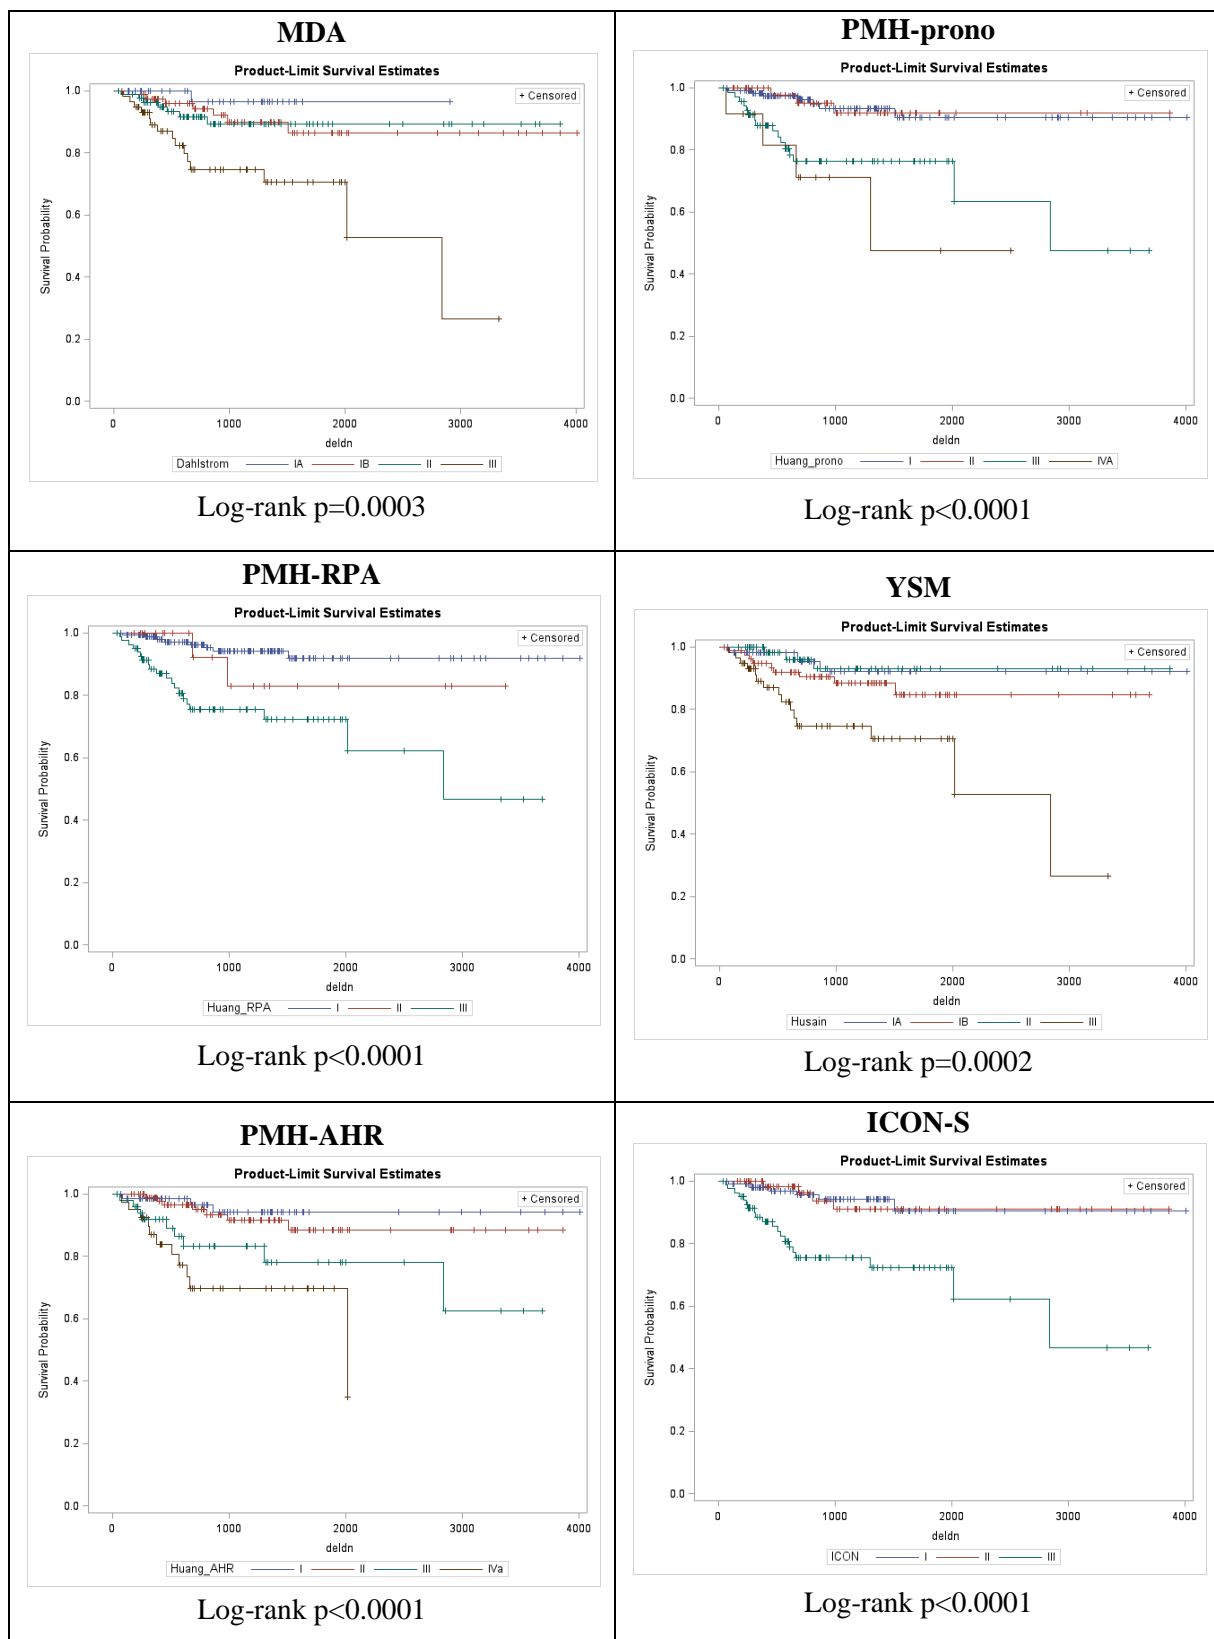 MDA
Product-Limit Survival Estimates
+ Censored
1.0
0.8
0.6
0.4
0.2
0.0
Survival Probability
0 1000 2000 3000 4000
deldn
Dahlstrom IA IB II III
Log-rank p=0.0003
PMH-prono
Product-Limit Survival Estimates
+ Censored
1.0
0.8
0.6
0.4
0.2
0.0
Survival Probability
0 1000 2000 3000 4000
deldn
Huang_prono I II III IVA
Log-rank p<0.0001
PMH-RPA
Product-Limit Survival Estimates
+ Censored
1.0
0.8
0.6
0.4
0.2
0.0
Survival Probability
0 1000 2000 3000 4000
deldn
Huang_RPA I II III
Log-rank p<0.0001
YSM
Product-Limit Survival Estimates
+ Censored
1.0
0.8
0.6
0.4
0.2
0.0
Survival Probability
0 1000 2000 3000 4000
deldn
Husain IA IB II III
Log-rank p=0.0002
PMH-AHR
Product-Limit Survival Estimates
+ Censored
1.0
0.8
0.6
0.4
0.2
0.0
Survival Probability
0 1000 2000 3000 4000
deldn
Huang_AHR I II III IVa
Log-rank p<0.0001
ICON-S
Product-Limit Survival Estimates
+ Censored
1.0
0.8
0.6
0.4
0.2
0.0
Survival Probability
0 1000 2000 3000 4000
deldn
ICON I II III
Log-rank p<0.0001